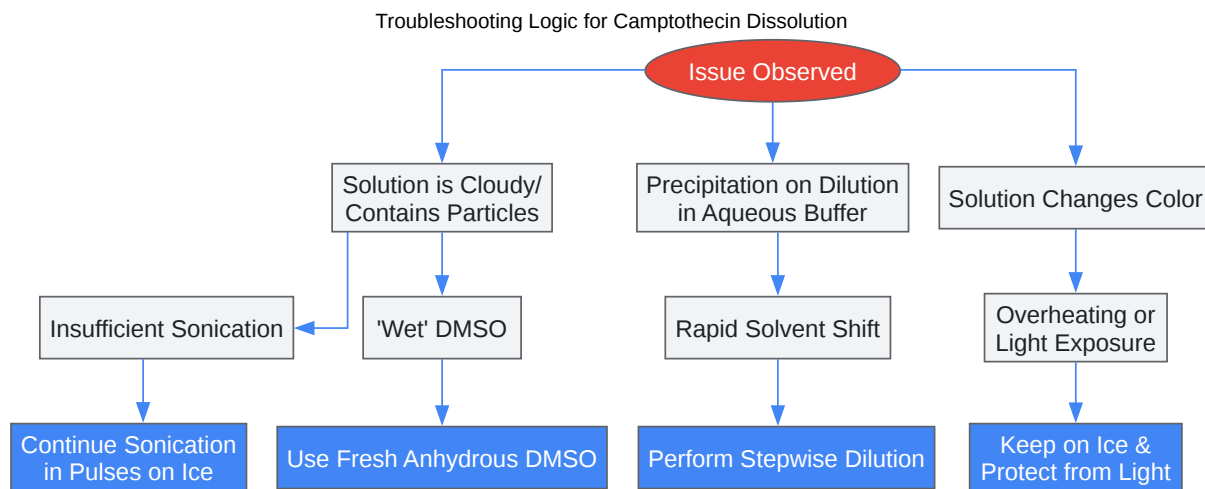 Troubleshooting Logic for Camptothecin Dissolution
Issue Observed
Solution is Cloudy/
Contains Particles
Precipitation on Dilution
in Aqueous Buffer
Solution Changes Color
Insufficient Sonication
'Wet' DMSO
Rapid Solvent Shift
Overheating or
Light Exposure
Continue Sonication
in Pulses on Ice
Use Fresh Anhydrous DMSO
Perform Stepwise Dilution
Keep on Ice &
Protect from Light